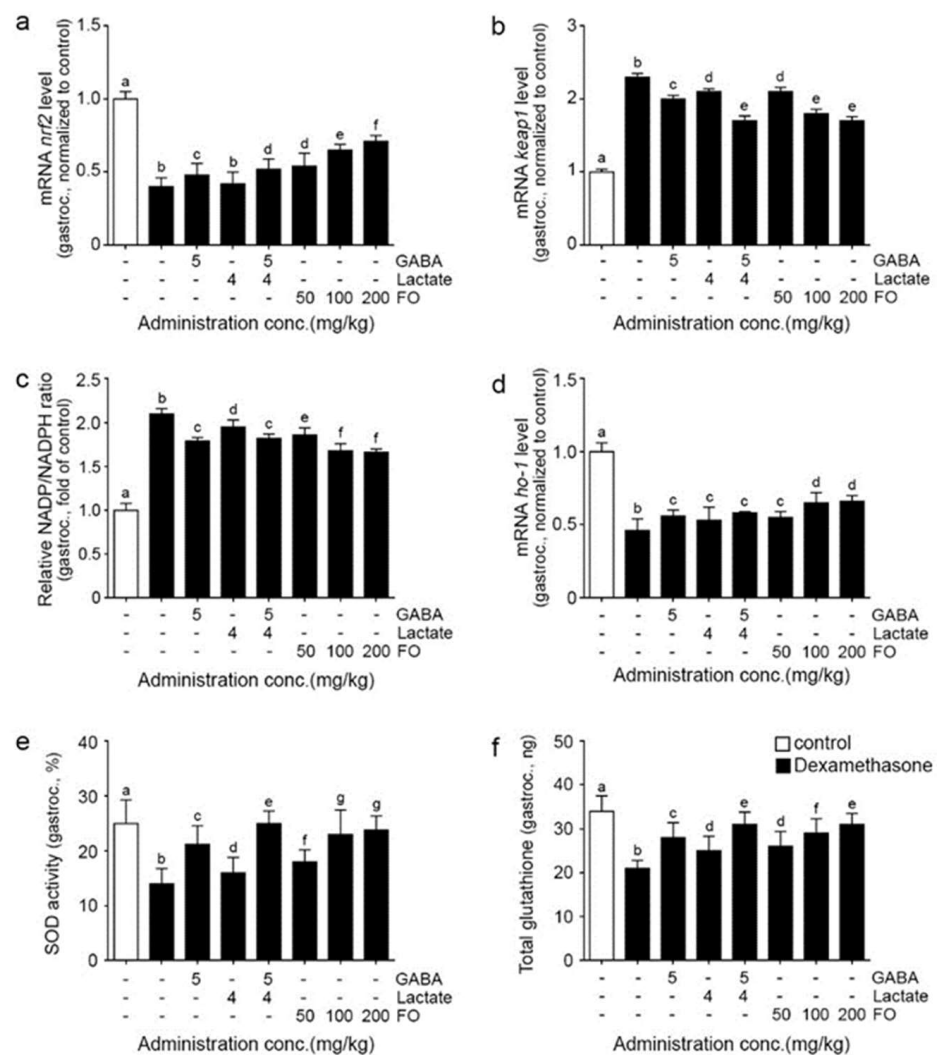 a
mRNA nrf2 level
(gastroc., normalized to control)
1.5
1.0
0.5
0
a
b
c
b
d
d
e
f
- - 5 - 5 - - - GABA
- - - 4 4 - - - Lactate
- - - - - 50 100 200 FO
Administration conc.(mg/kg)
b
mRNA keap1 level
(gastroc., normalized to control)
3
2
1
0
a
b
c
d
e
d
e
e
- - 5 - 5 - - - GABA
- - - 4 4 - - - Lactate
- - - - - 50 100 200 FO
Administration conc.(mg/kg)
c
Relative NADP/NADPH ratio
(gastroc., fold of control)
2.5
2.0
1.5
1.0
0.5
0
a
b
c
d
c
e
f
f
- - 5 - 5 - - - GABA
- - - 4 4 - - - Lactate
- - - - - 50 100 200 FO
Administration conc.(mg/kg)
d
mRNA ho-1 level
(gastroc., normalized to control)
1.5
1.0
0.5
0
a
b
c
c
c
c
d
d
- - 5 - 5 - - - GABA
- - - 4 4 - - - Lactate
- - - - - 50 100 200 FO
Administration conc.(mg/kg)
e
SOD activity (gastroc., %)
40
30
20
10
0
a
b
c
d
e
f
g
g
- - 5 - 5 - - - GABA
- - - 4 4 - - - Lactate
- - - - - 50 100 200 FO
Administration conc.(mg/kg)
f
Total glutathione (gastroc., ng)
50
40
30
20
10
0
control
Dexamethasone
a
b
c
d
e
d
f
e
- - 5 - 5 - - - GABA
- - - 4 4 - - - Lactate
- - - - - 50 100 200 FO
Administration conc.(mg/kg)